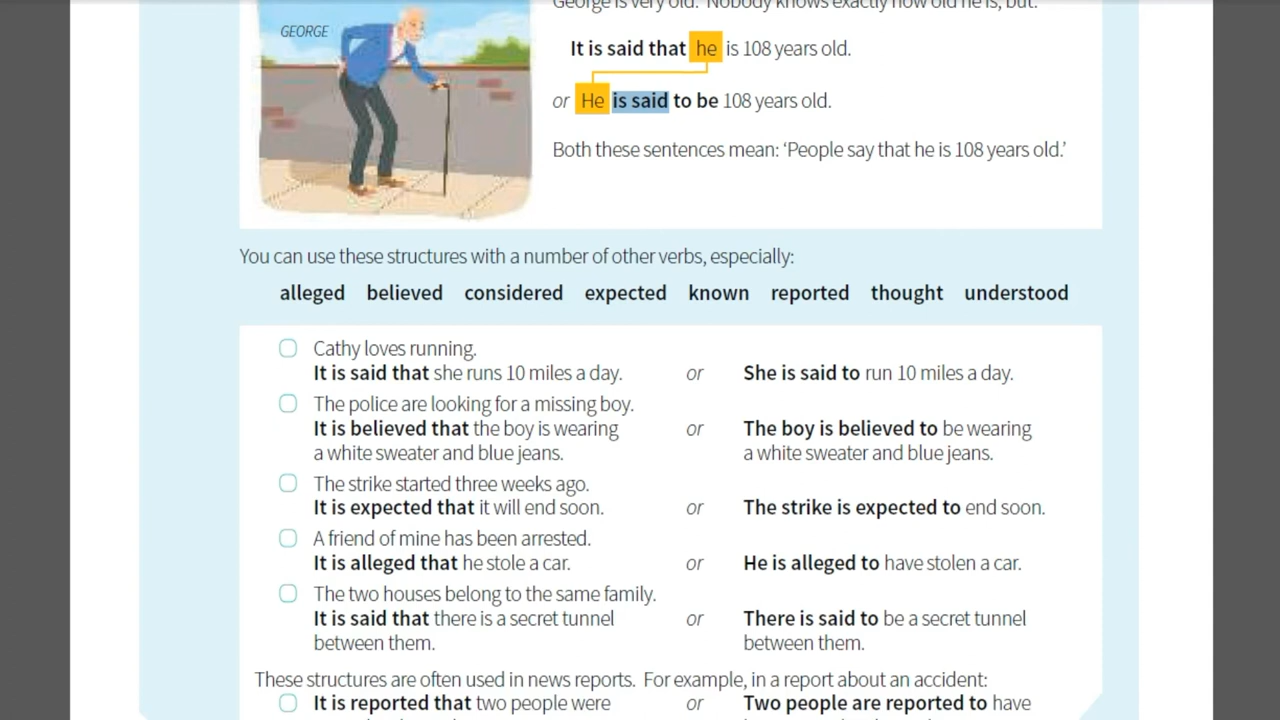 George is very old. Nobody knows exactly how old he is, but:
GEORGE
It is said that he is 108 years old.
or He is said to be 108 years old.
Both these sentences mean: ‘People say that he is 108 years old.’
You can use these structures with a number of other verbs, especially:
alleged believed considered expected known reported thought understood
Cathy loves running.
It is said that she runs 10 miles a day. or She is said to run 10 miles a day.
The police are looking for a missing boy.
It is believed that the boy is wearing or The boy is believed to be wearing
a white sweater and blue jeans. a white sweater and blue jeans.
The strike started three weeks ago.
It is expected that it will end soon. or The strike is expected to end soon.
A friend of mine has been arrested.
It is alleged that he stole a car. or He is alleged to have stolen a car.
The two houses belong to the same family.
It is said that there is a secret tunnel or There is said to be a secret tunnel
between them. between them.
These structures are often used in news reports. For example, in a report about an accident:
It is reported that two people were or Two people are reported to have